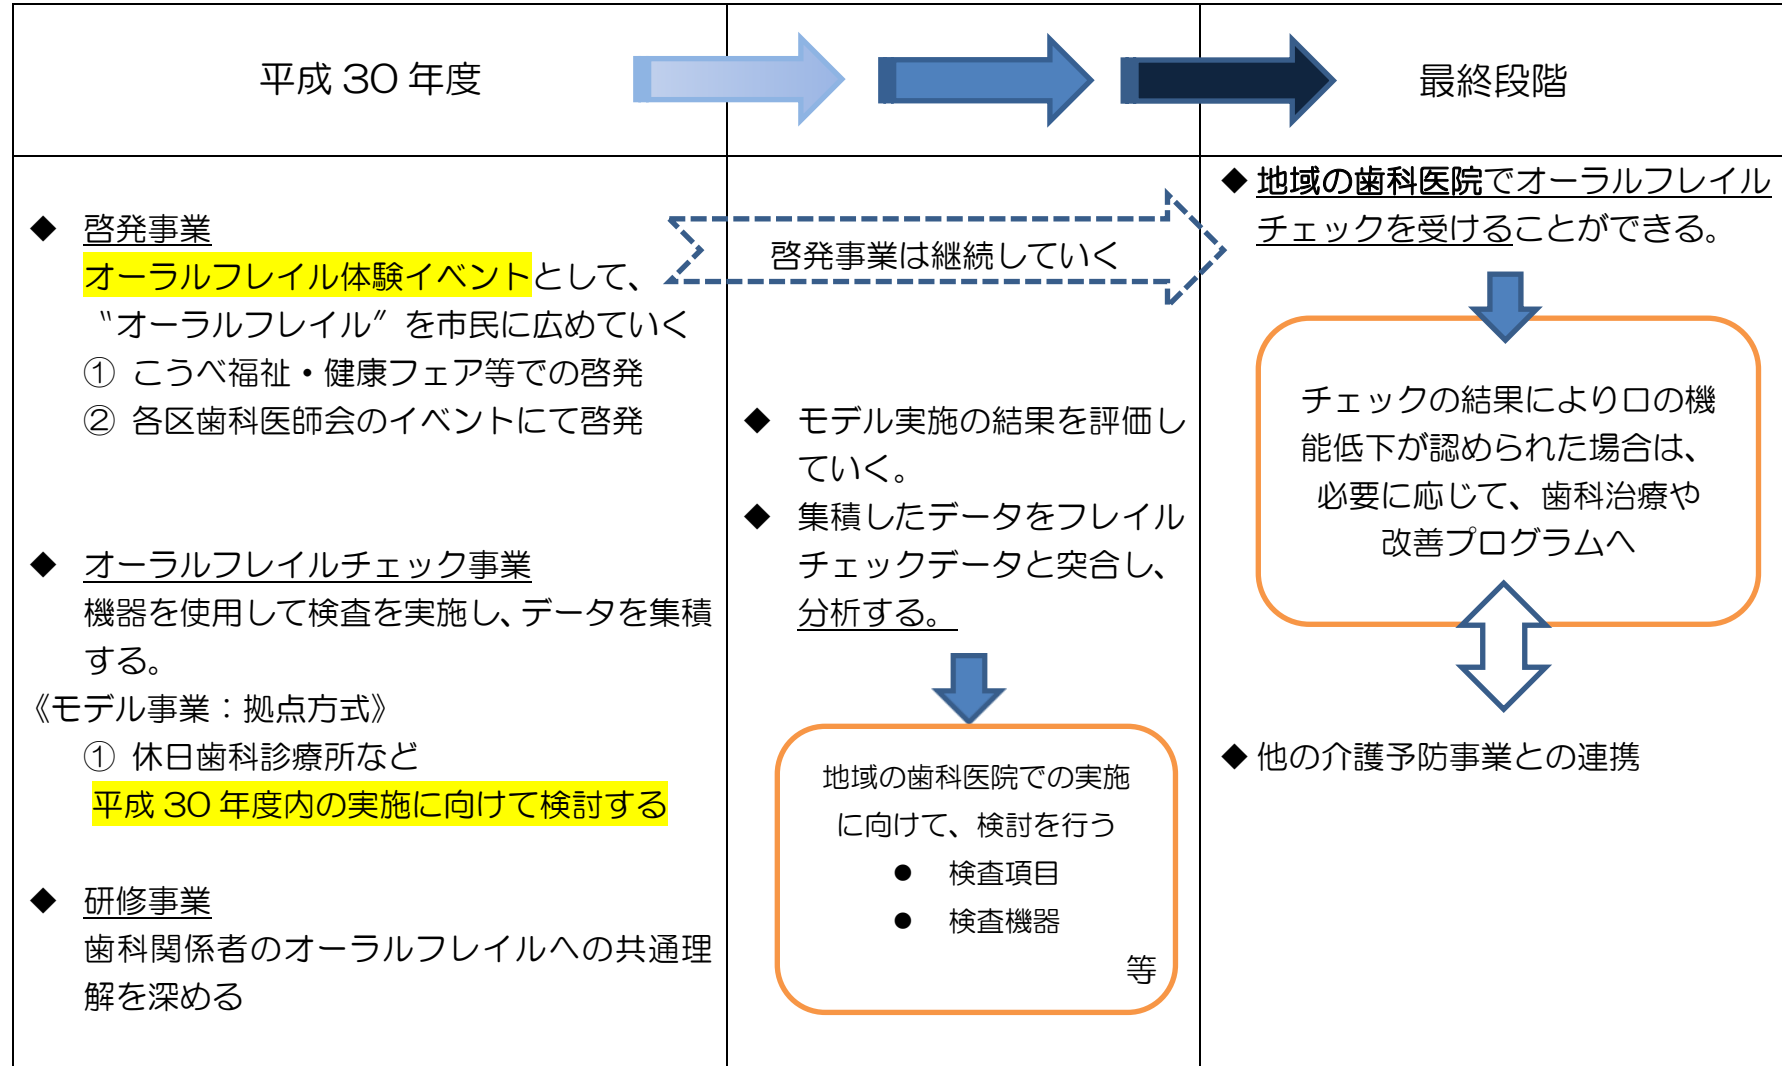 平成 30 年度
最終段階
◆ 啓発事業
オーラルフレイル体験イベントとして、
〝オーラルフレイル〞を市民に広めていく
① こうべ福祉・健康フェア等での啓発
② 各区歯科医師会のイベントにて啓発
◆ オーラルフレイルチェック事業
機器を使用して検査を実施し、データを集積
する。
《モデル事業：拠点方式》
① 休日歯科診療所など
平成 30 年度内の実施に向けて検討する
◆ 研修事業
歯科関係者のオーラルフレイルへの共通理
解を深める
啓発事業は継続していく
◆ モデル実施の結果を評価し
ていく。
◆ 集積したデータをフレイル
チェックデータと突合し、
分析する。
地域の歯科医院での実施
に向けて、検討を行う
● 検査項目
● 検査機器
等
◆ 地域の歯科医院でオーラルフレイル
チェックを受けることができる。
チェックの結果により口の機
能低下が認められた場合は、
必要に応じて、歯科治療や
改善プログラムへ
◆ 他の介護予防事業との連携